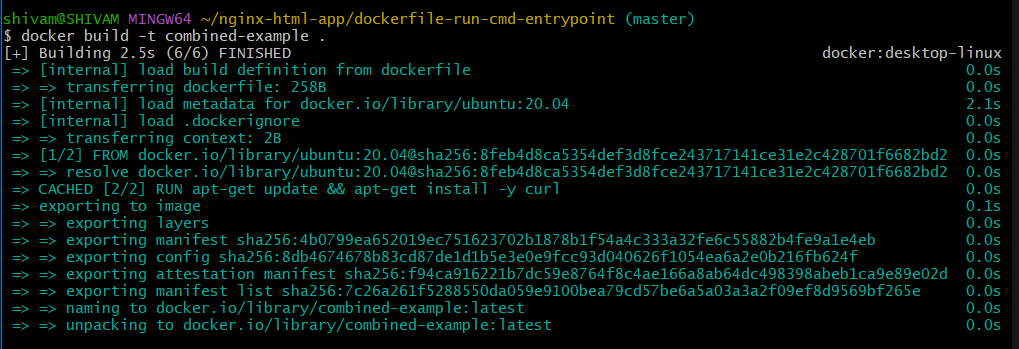 shivam@SHIVAM MINGW64 ~/nginx-html-app/dockerfile-run-cmd-entrypoint (master)
$ docker build -t combined-example .
[+] Building 2.5s (6/6) FINISHED docker:desktop-linux
=> [internal] load build definition from dockerfile 0.0s
=> => transferring dockerfile: 258B 0.0s
=> [internal] load metadata for docker.io/library/ubuntu:20.04 2.1s
=> [internal] load .dockerignore 0.0s
=> => transferring context: 2B 0.0s
=> [1/2] FROM docker.io/library/ubuntu:20.04@sha256:8feb4d8ca5354def3d8fce243717141ce31e2c428701f6682bd2 0.0s
=> => resolve docker.io/library/ubuntu:20.04@sha256:8feb4d8ca5354def3d8fce243717141ce31e2c428701f6682bd2 0.0s
=> CACHED [2/2] RUN apt-get update && apt-get install -y curl 0.0s
=> exporting to image 0.1s
=> => exporting layers 0.0s
=> => exporting manifest sha256:4b0799ea652019ec751623702b1878b1f54a4c333a32fe6c55882b4fe9a1e4eb 0.0s
=> => exporting config sha256:8db4674678b83cd87de1d1b5e3e0e9fcc93d040626f1054ea6a2e0b216fb624f 0.0s
=> => exporting attestation manifest sha256:f94ca916221b7dc59e8764f8c4ae166a8ab64dc498398abeb1ca9e89e02d 0.0s
=> => exporting manifest list sha256:7c26a261f5288550da059e9100bea79cd57be6a5a03a3a2f09ef8d9569bf265e 0.0s
=> => naming to docker.io/library/combined-example:latest 0.0s
=> => unpacking to docker.io/library/combined-example:latest 0.0s